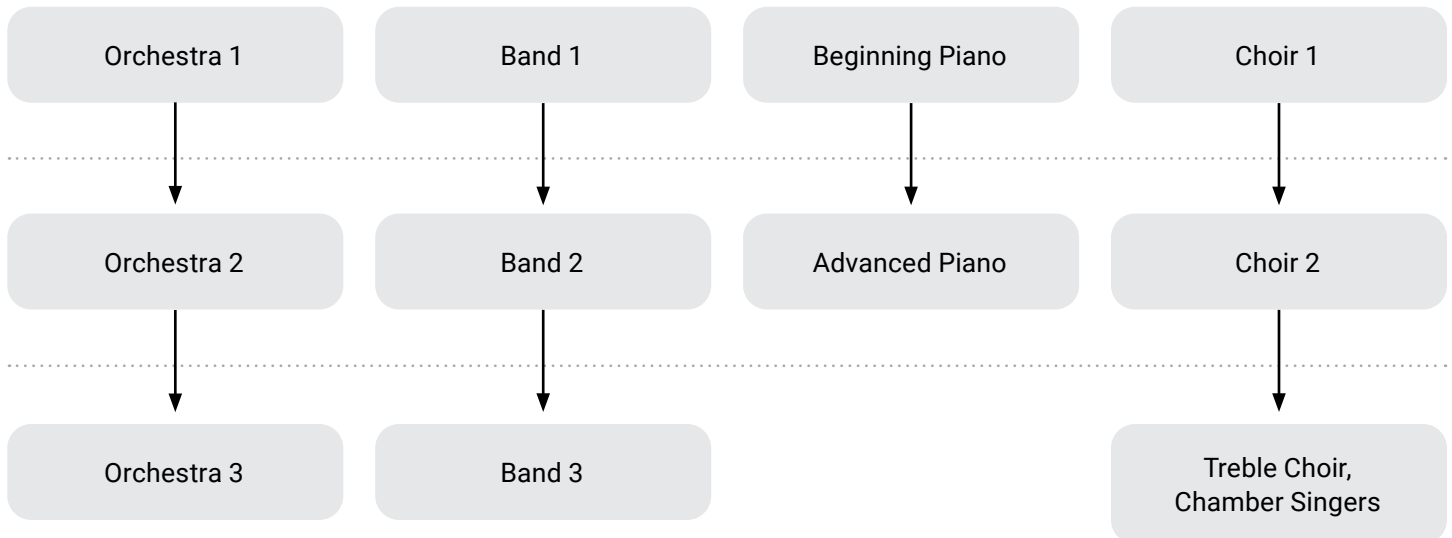 Orchestra 1
Band 1
Beginning Piano
Choir 1
Orchestra 2
Band 2
Advanced Piano
Choir 2
Orchestra 3
Band 3
Treble Choir,
Chamber Singers